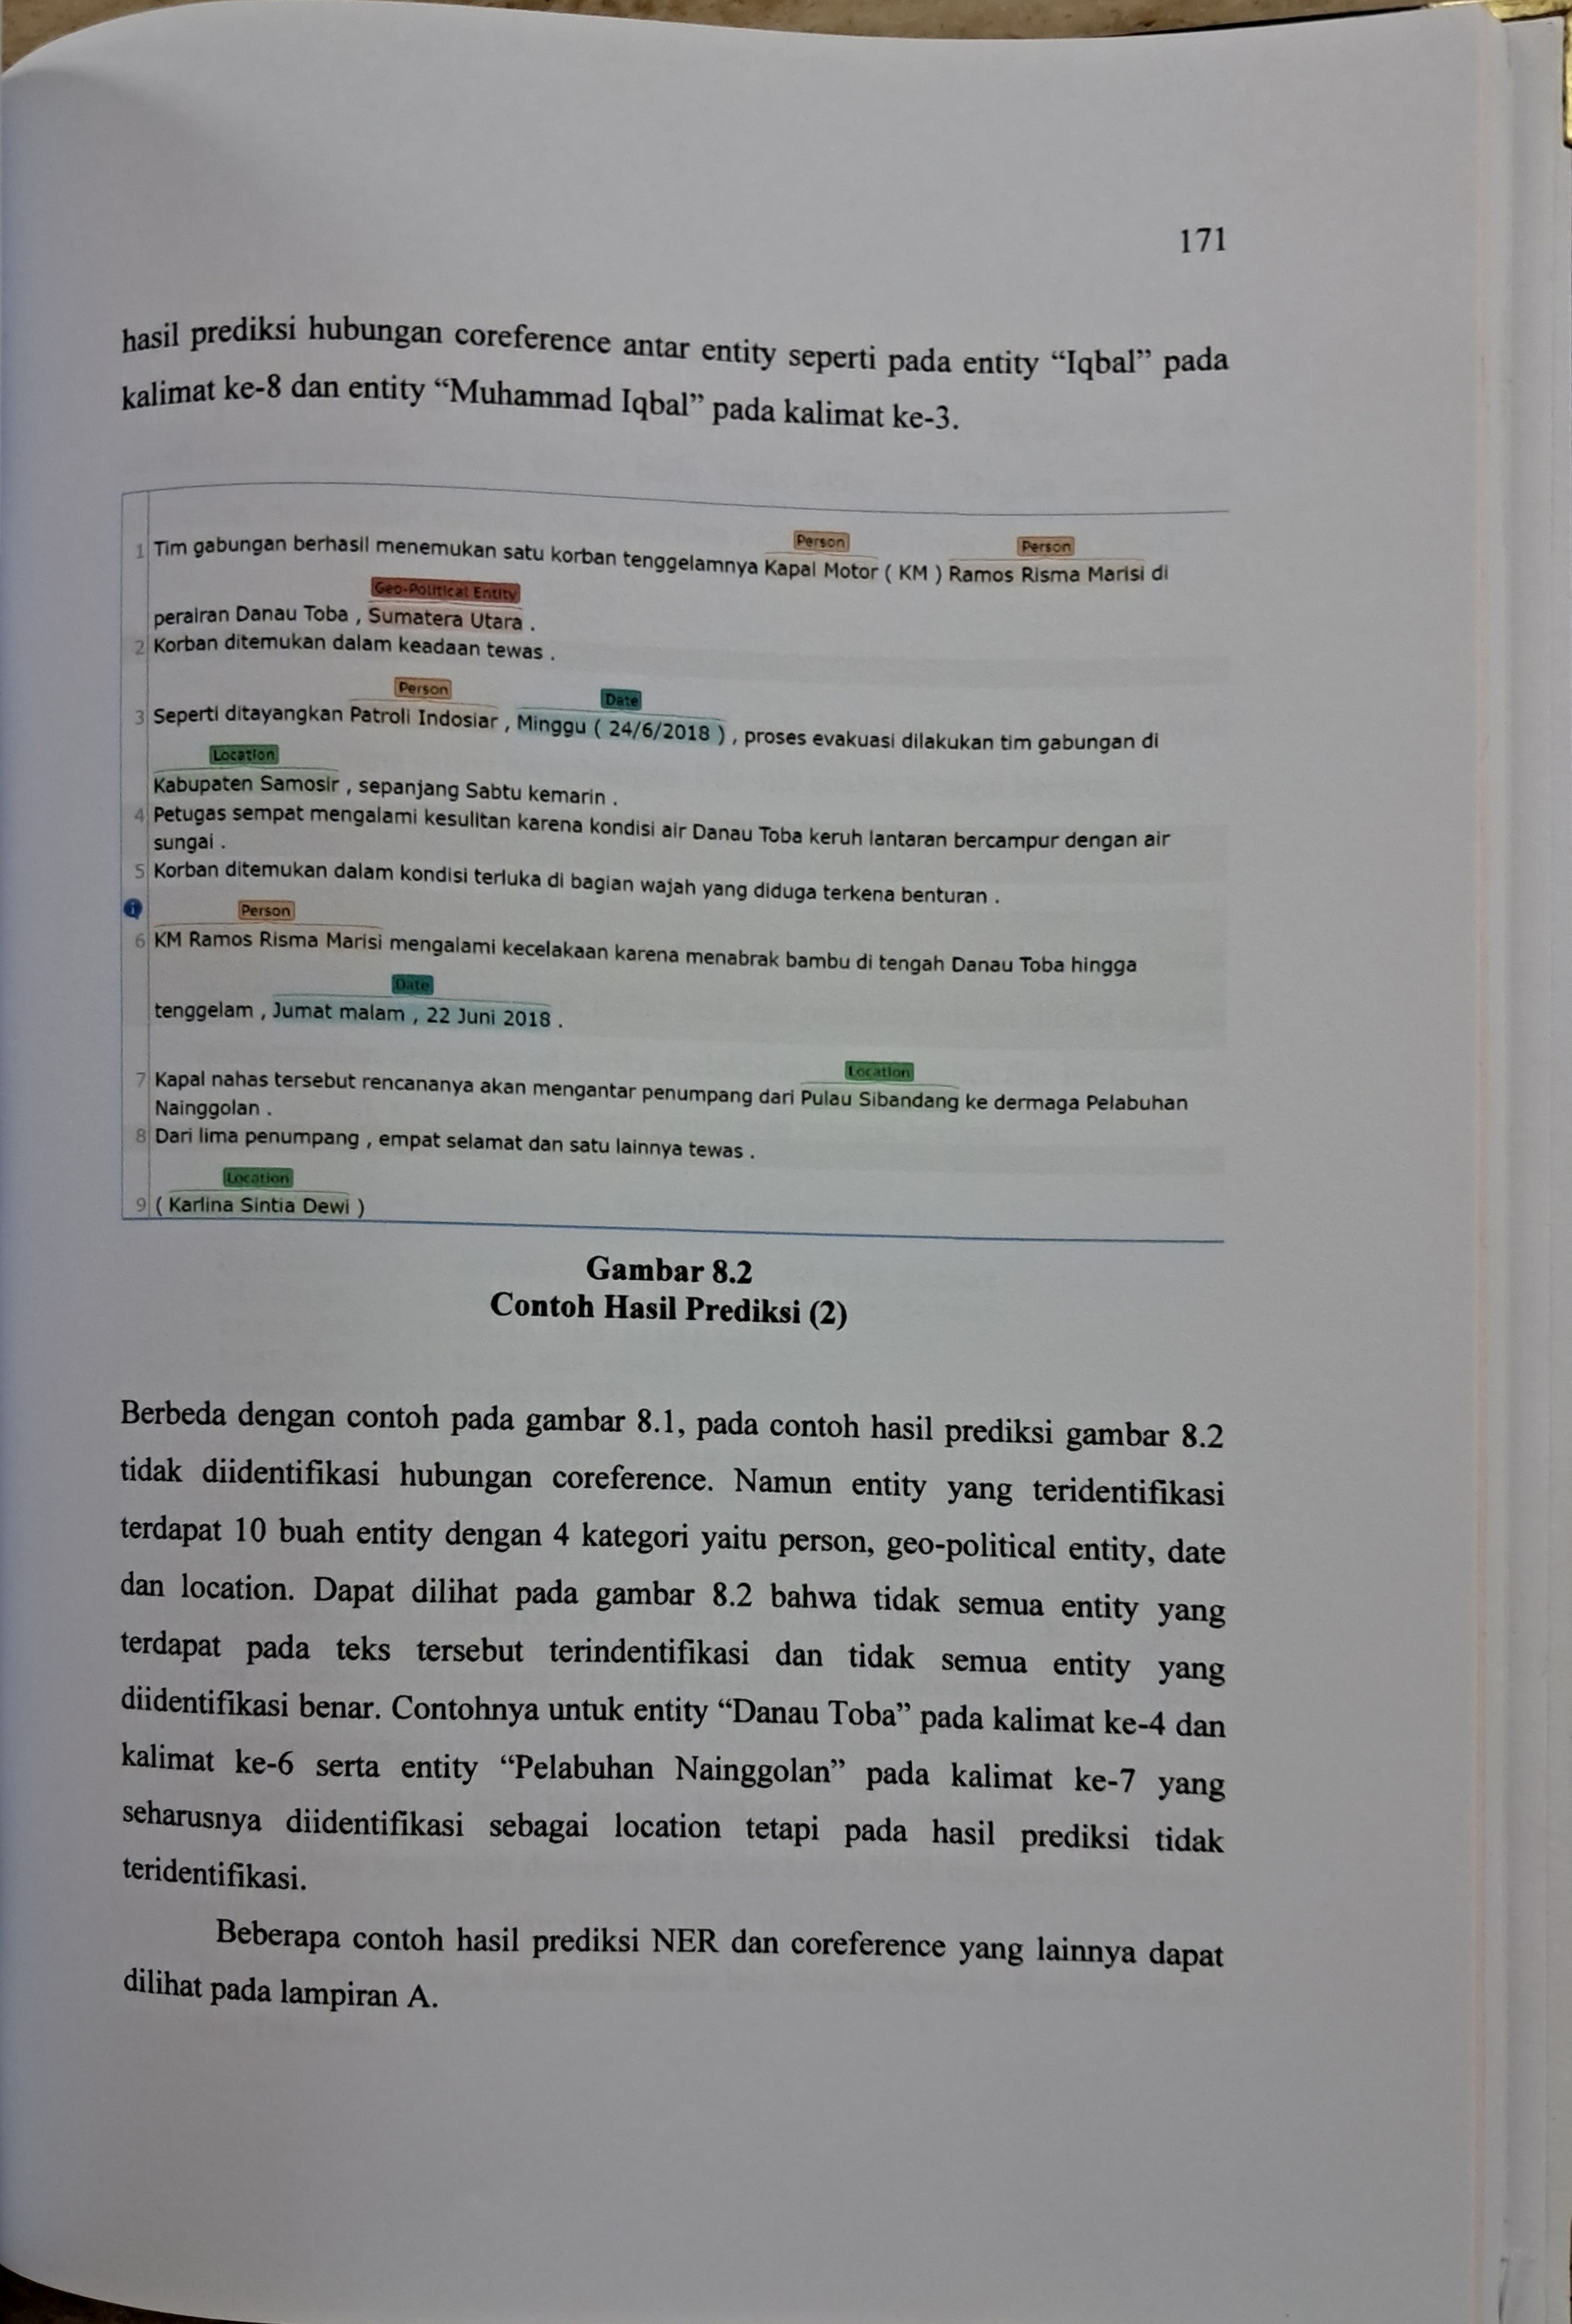 171
hasil prediksi hubungan coreference antar entity seperti pada entity “Iqbal” pada
kalimat ke-8 dan entity “Muhammad Iqbal” pada kalimat ke-3.
Person Person
1 Tim gabungan berhasil menemukan satu korban tenggelamnya Kapal Motor ( KM ) Ramos Risma Marisi di
Geo-Political Entity
perairan Danau Toba , Sumatera Utara .
2 Korban ditemukan dalam keadaan tewas .
Person Date
3 Seperti ditayangkan Patroli Indosiar , Minggu ( 24/6/2018 ) , proses evakuasi dilakukan tim gabungan di
Location
Kabupaten Samosir , sepanjang Sabtu kemarin .
4 Petugas sempat mengalami kesulitan karena kondisi air Danau Toba keruh lantaran bercampur dengan air
sungai .
5 Korban ditemukan dalam kondisi terluka di bagian wajah yang diduga terkena benturan .
Person
6 KM Ramos Risma Marisi mengalami kecelakaan karena menabrak bambu di tengah Danau Toba hingga
Date
tenggelam , Jumat malam , 22 Juni 2018 .
Location
7 Kapal nahas tersebut rencananya akan mengantar penumpang dari Pulau Sibandang ke dermaga Pelabuhan
Nainggolan .
8 Dari lima penumpang , empat selamat dan satu lainnya tewas .
Location
9 ( Karlina Sintia Dewi )
Gambar 8.2
Contoh Hasil Prediksi (2)
Berbeda dengan contoh pada gambar 8.1, pada contoh hasil prediksi gambar 8.2
tidak diidentifikasi hubungan coreference. Namun entity yang teridentifikasi
terdapat 10 buah entity dengan 4 kategori yaitu person, geo-political entity, date
dan location. Dapat dilihat pada gambar 8.2 bahwa tidak semua entity yang
terdapat pada teks tersebut terindentifikasi dan tidak semua entity yang
diidentifikasi benar. Contohnya untuk entity “Danau Toba” pada kalimat ke-4 dan
kalimat ke-6 serta entity “Pelabuhan Nainggolan” pada kalimat ke-7 yang
seharusnya diidentifikasi sebagai location tetapi pada hasil prediksi tidak
teridentifikasi.
Beberapa contoh hasil prediksi NER dan coreference yang lainnya dapat
dilihat pada lampiran A.